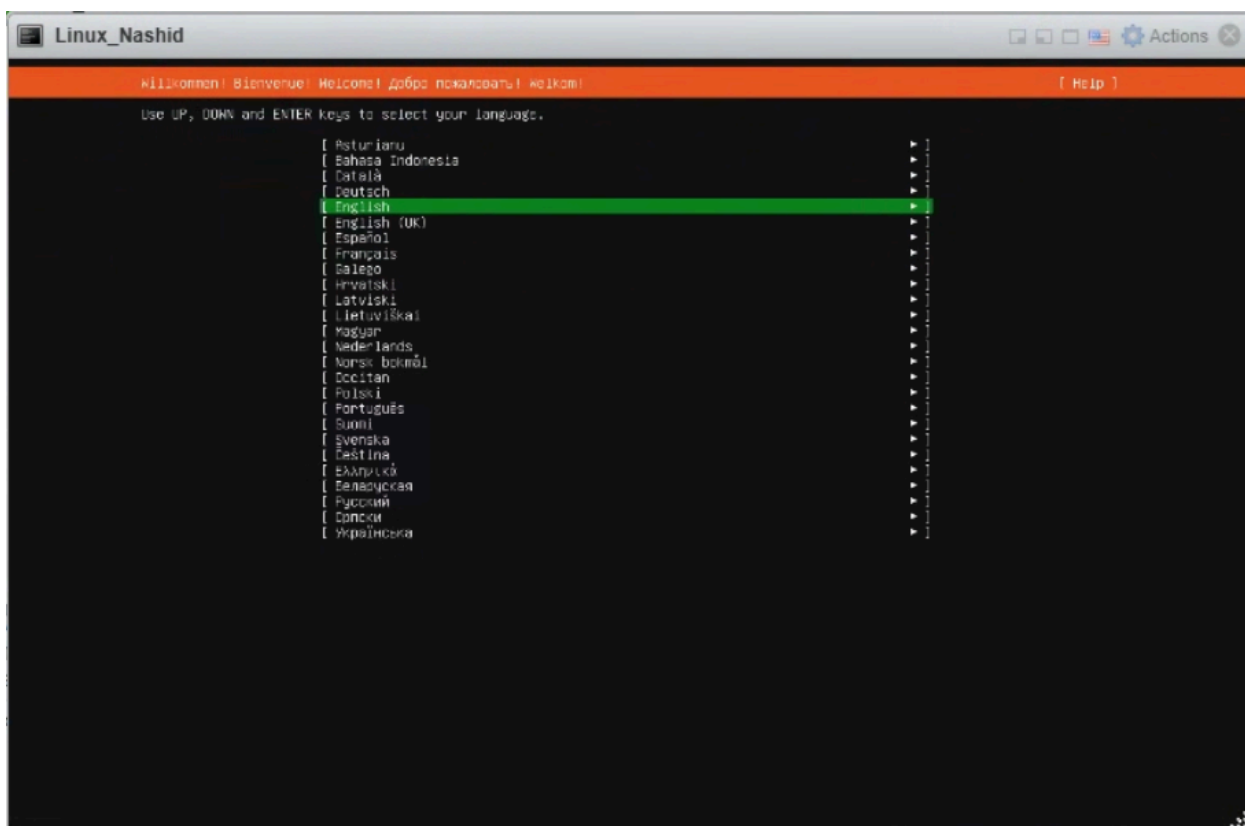 Linux_Nashid
Actions
Willkommen! Bienvenue! Welcome! Добро пожаловать! Welkom!
[ Help ]
Use UP, DOWN and ENTER keys to select your language.
[ Asturianu ► ]
[ Bahasa Indonesia ► ]
[ Català ► ]
[ Deutsch ► ]
[ English ► ]
[ English (UK) ► ]
[ Español ► ]
[ Français ► ]
[ Galego ► ]
[ Hrvatski ► ]
[ Latviski ► ]
[ Lietuviškai ► ]
[ Magyar ► ]
[ Nederlands ► ]
[ Norsk bokmål ► ]
[ Occitan ► ]
[ Polski ► ]
[ Português ► ]
[ Suomi ► ]
[ Svenska ► ]
[ Čeština ► ]
[ Ελληνικά ► ]
[ Беларуская ► ]
[ Русский ► ]
[ Српски ► ]
[ Українська ► ]